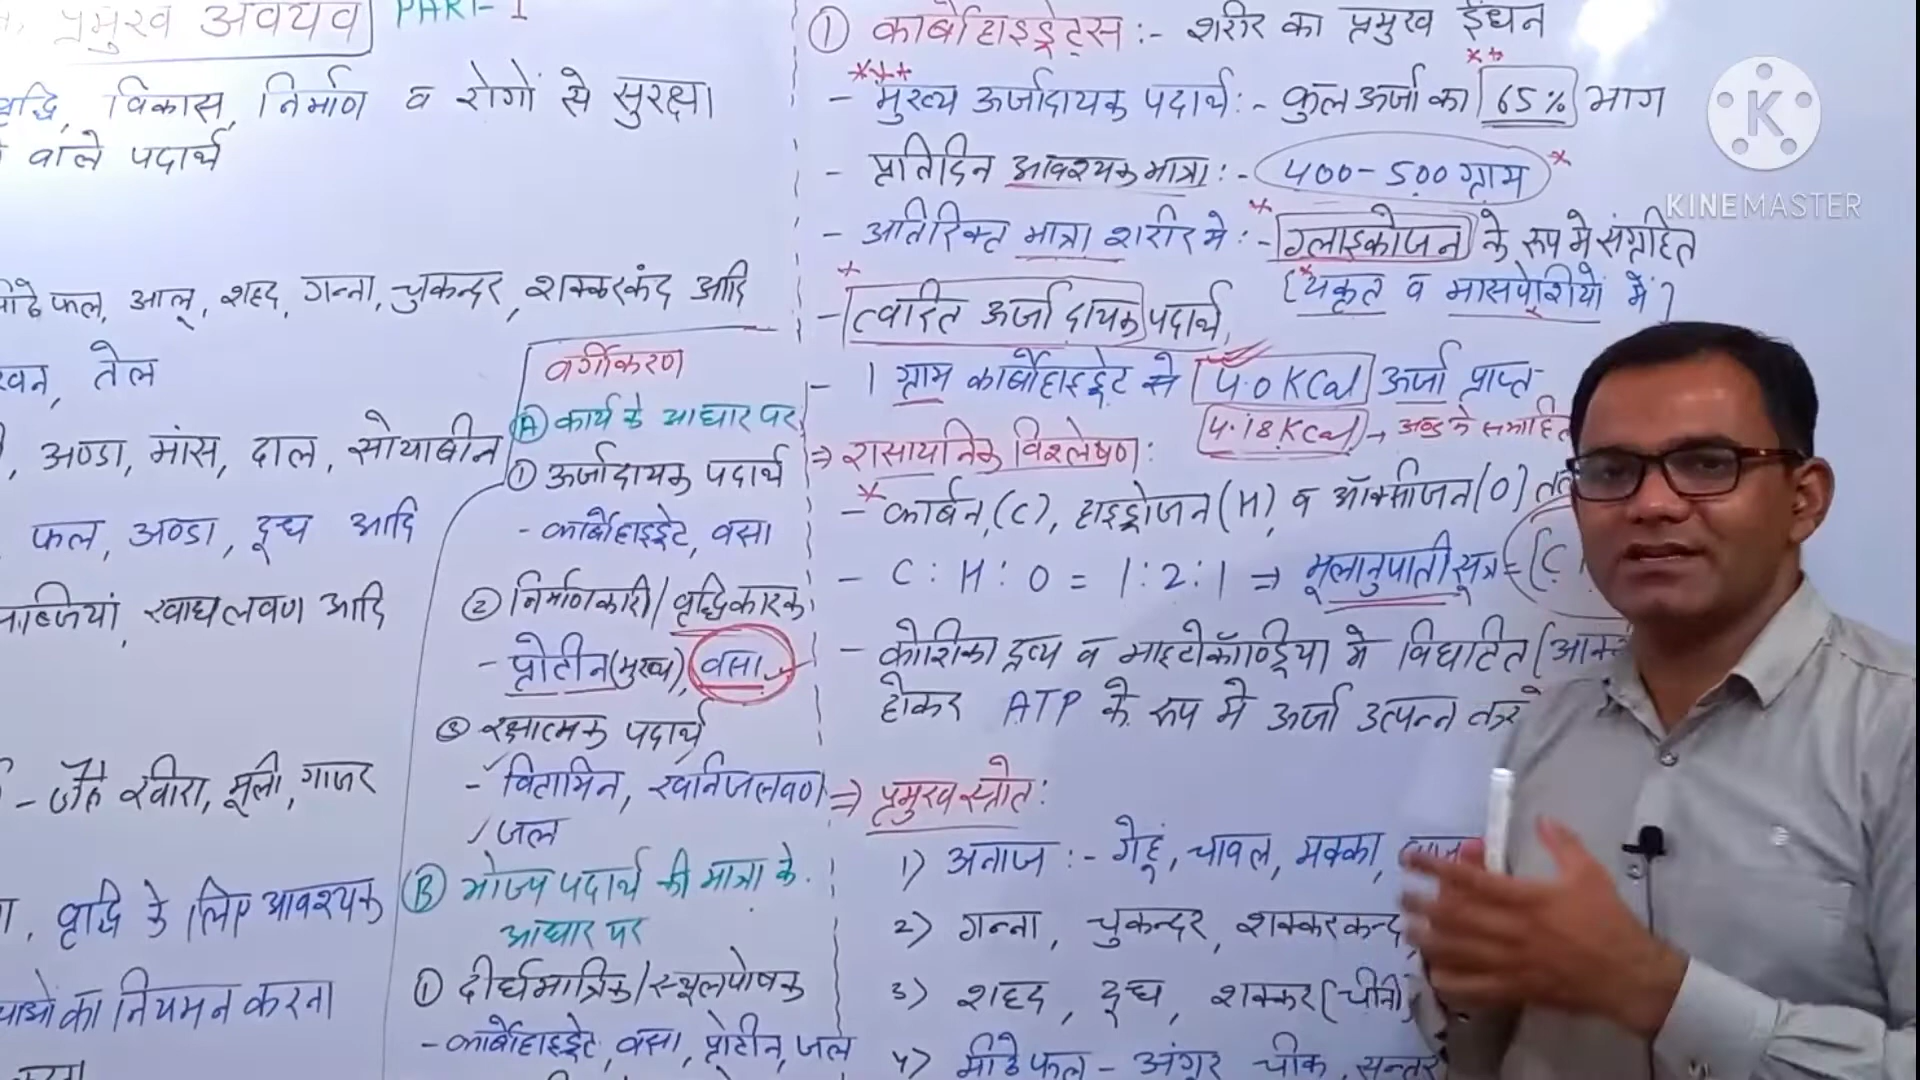 प्रमुख अवयव PART-I
वृद्धि, विकास, निर्माण व रोगों से सुरक्षा
वाले पदार्थ
मीठे फल, आलू, शहद, गन्ना, चुकन्दर, शक्करकंद आदि
तेल
अण्डा, मांस, दाल, सोयाबीन
फल, अण्डा, दूध आदि
खाद्यलवण आदि
- जैसे खीरा, मूली, गाजर
वृद्धि के लिए आवश्यक
का नियमन करना
वर्गीकरण
(A) कार्य के आधार पर
① ऊर्जादायक पदार्थ
- कार्बोहाइड्रेट, वसा
② निर्माणकारी/वृद्धिकारक
- प्रोटीन(मुख्य), वसा
③ रक्षात्मक पदार्थ
- विटामिन, खनिजलवण
जल
(B) भोज्य पदार्थ की मात्रा के
आधार पर
① दीर्घमात्रिक/स्थूलपोषक
- कार्बोहाइड्रेट, वसा, प्रोटीन, जल
① कार्बोहाइड्रेट्स :- शरीर का प्रमुख ईंधन
- मुख्य ऊर्जादायक पदार्थ :- कुल ऊर्जा का 65% भाग
- प्रतिदिन आवश्यक मात्रा :- 400-500 ग्राम
- अतिरिक्त मात्रा शरीर मे :- ग्लाइकोजन के रूप मे संग्रहित
(यकृत व मांसपेशियों में)
- त्वरित ऊर्जा दायक पदार्थ
- 1 ग्राम कार्बोहाइड्रेट से 4.0 KCal ऊर्जा प्राप्त
4.18 KCal →
⇒ रासायनिक विश्लेषण :
- कार्बन (C), हाइड्रोजन (H), व ऑक्सीजन (O)
- C : H : O = 1:2:1 ⇒ मूलानुपाती सूत्र - [C
- कोशिका द्रव्य व माइटोकॉण्ड्रिया मे विघटित
होकर ATP के रूप मे ऊर्जा उत्पन्न
⇒ प्रमुख स्त्रोत :
1) अनाज :- गेहूं, चावल, मक्का,
2) गन्ना, चुकन्दर, शक्करकन्द
3) शहद, दूध, शक्कर (चीनी)
4) मीठे फल - अंगूर चीकू,
K
KINEMASTER